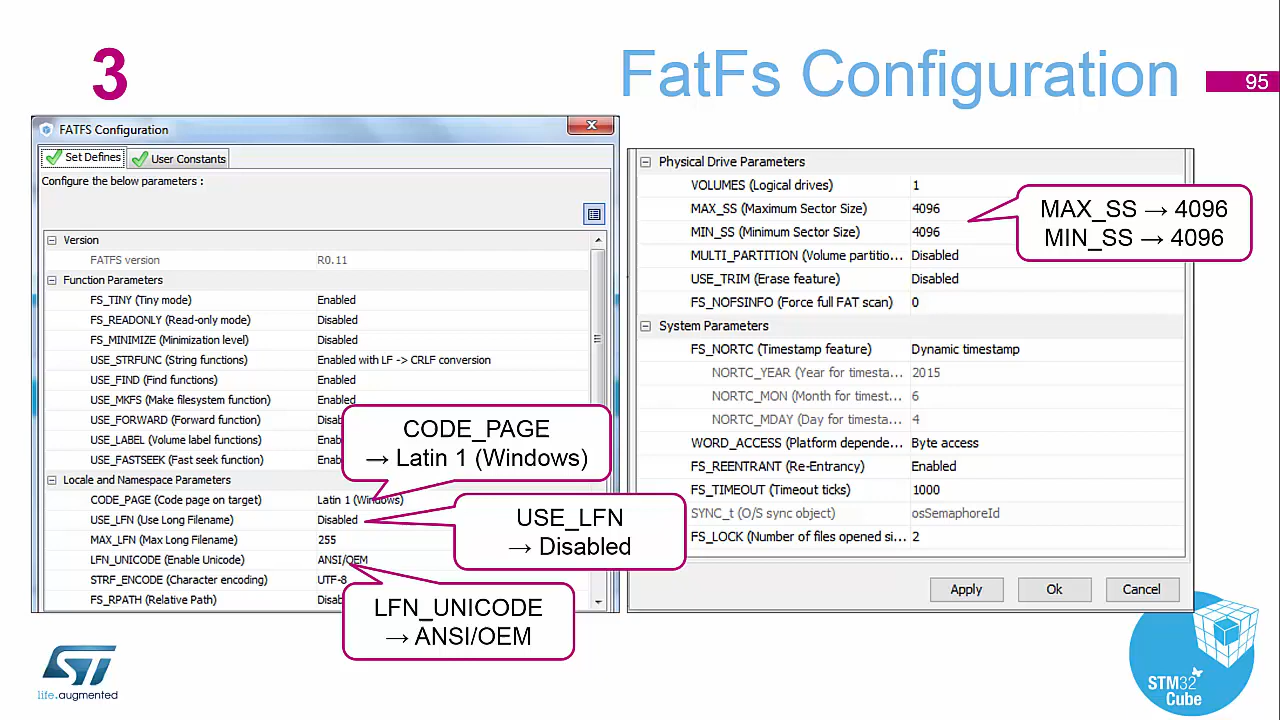 3
FatFs Configuration
95
FATFS Configuration
Set Defines
User Constants
Configure the below parameters :
Version
FATFS version R0.11
Function Parameters
FS_TINY (Tiny mode) Enabled
FS_READONLY (Read-only mode) Disabled
FS_MINIMIZE (Minimization level) Disabled
USE_STRFUNC (String functions) Enabled with LF -> CRLF conversion
USE_FIND (Find functions) Enabled
USE_MKFS (Make filesystem function) Enabled
USE_FORWARD (Forward function) Disab
USE_LABEL (Volume label functions) Enab
USE_FASTSEEK (Fast seek function) Enab
Locale and Namespace Parameters
CODE_PAGE (Code page on target) Latin 1 (Windows)
USE_LFN (Use Long Filename) Disabled
MAX_LFN (Max Long Filename) 255
LFN_UNICODE (Enable Unicode) ANSI/OEM
STRF_ENCODE (Character encoding) UTF-8
FS_RPATH (Relative Path) Disab
CODE_PAGE
→ Latin 1 (Windows)
USE_LFN
→ Disabled
LFN_UNICODE
→ ANSI/OEM
Physical Drive Parameters
VOLUMES (Logical drives) 1
MAX_SS (Maximum Sector Size) 4096
MIN_SS (Minimum Sector Size) 4096
MULTI_PARTITION (Volume partitio... Disabled
USE_TRIM (Erase feature) Disabled
FS_NOFSINFO (Force full FAT scan) 0
System Parameters
FS_NORTC (Timestamp feature) Dynamic timestamp
NORTC_YEAR (Year for timesta... 2015
NORTC_MON (Month for timest... 6
NORTC_MDAY (Day for timesta... 4
WORD_ACCESS (Platform depende... Byte access
FS_REENTRANT (Re-Entrancy) Enabled
FS_TIMEOUT (Timeout ticks) 1000
SYNC_t (O/S sync object) osSemaphoreId
FS_LOCK (Number of files opened si... 2
MAX_SS → 4096
MIN_SS → 4096
Apply
Ok
Cancel
ST
life.augmented
STM32
Cube